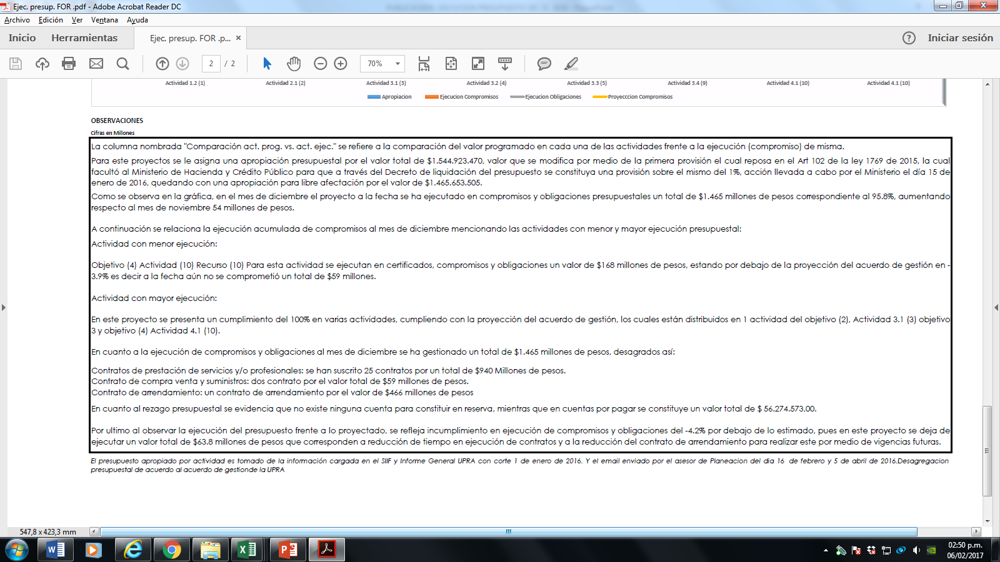 Ejec. presup. FOR .pdf - Adobe Acrobat Reader DC
Archivo Edición Ver Ventana Ayuda
Inicio Herramientas Ejec. presup. FOR .p... × ? Iniciar sesión
2 / 2 70%
Actividad 1.2 (1) Actividad 2.1 (2) Actividad 3.1 (3) Actividad 3.2 (4) Actividad 3.3 (5) Actividad 3.4 (9) Actividad 4.1 (10) Actividad 4.1 (10)
Apropiacion Ejecucion Compromisos Ejecucion Obligaciones Proyecccion Compromisos
OBSERVACIONES
Cifras en Millones
La columna nombrada "Comparación act. prog. vs. act. ejec." se refiere a la comparación del valor programado en cada una de las actividades frente a la ejecución (compromiso) de misma.
Para este proyectos se le asigna una apropiación presupuestal por el valor total de $1.544.923.470, valor que se modifica por medio de la primera provisión el cual reposa en el Art 102 de la ley 1769 de 2015, la cual
facultó al Ministerio de Hacienda y Crédito Público para que a través del Decreto de liquidación del presupuesto se constituya una provisión sobre el mismo del 1%, acción llevada a cabo por el Ministerio el día 15 de
enero de 2016, quedando con una apropiación para libre afectación por el valor de $1.465.653.505.
Como se observa en la gráfica, en el mes de diciembre el proyecto a la fecha se ha ejecutado en compromisos y obligaciones presupuestales un total de $1.465 millones de pesos correspondiente al 95.8%, aumentando
respecto al mes de noviembre 54 millones de pesos.
A continuación se relaciona la ejecución acumulada de compromisos al mes de diciembre mencionando las actividades con menor y mayor ejecución presupuestal:
Actividad con menor ejecución:
Objetivo (4) Actividad (10) Recurso (10) Para esta actividad se ejecutan en certificados, compromisos y obligaciones un valor de $168 millones de pesos, estando por debajo de la proyección del acuerdo de gestión en -
3.9% es decir a la fecha aún no se comprometió un total de $59 millones.
Actividad con mayor ejecución:
En este proyecto se presenta un cumplimiento del 100% en varias actividades, cumpliendo con la proyección del acuerdo de gestión, los cuales están distribuidos en 1 actividad del objetivo (2), Actividad 3.1 (3) objetivo
3 y objetivo (4) Actividad 4.1 (10).
En cuanto a la ejecución de compromisos y obligaciones al mes de diciembre se ha gestionado un total de $1.465 millones de pesos, desagrados así:
Contratos de prestación de servicios y/o profesionales: se han suscrito 25 contratos por un total de $940 Millones de pesos.
Contrato de compra venta y suministros: dos contrato por el valor total de $59 millones de pesos.
Contrato de arrendamiento: un contrato de arrendamiento por el valor de $466 millones de pesos
En cuanto al rezago presupuestal se evidencia que no existe ninguna cuenta para constituir en reserva, mientras que en cuentas por pagar se constituye un valor total de $ 56.274.573,00.
Por ultimo al observar la ejecución del presupuesto frente a lo proyectado, se refleja incumplimiento en ejecución de compromisos y obligaciones del -4.2% por debajo de lo estimado, pues en este proyecto se deja de
ejecutar un valor total de $63.8 millones de pesos que corresponden a reducción de tiempo en ejecución de contratos y a la reducción del contrato de arrendamiento para realizar este por medio de vigencias futuras.
El presupuesto apropiado por actividad es tomado de la información cargada en el SIIF y Informe General UPRA con corte 1 de enero de 2016. Y el email enviado por el asesor de Planeacion del dia 16 de febrero y 5 de abril de 2016.Desagregacion
presupuestal de acuerdo al acuerdo de gestionde la UPRA
547,8 x 423,3 mm
02:50 p.m.
06/02/2017